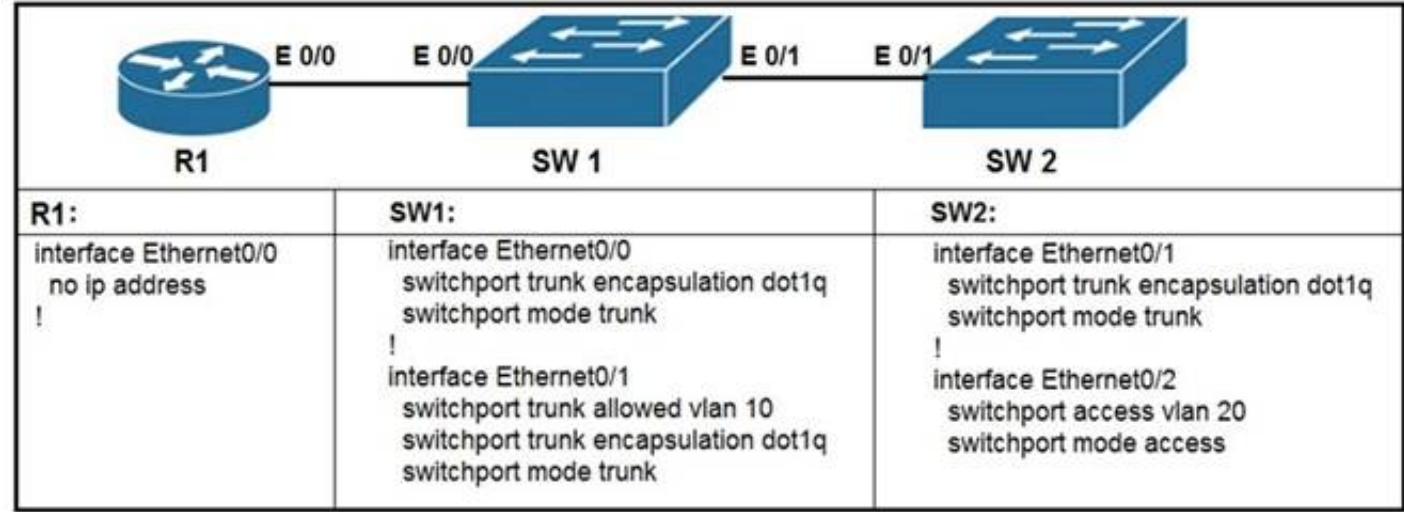 E 0/0
E 0/0
E 0/1
E 0/1
R1
SW 1
SW 2
R1:
interface Ethernet0/0
no ip address
!
SW1:
interface Ethernet0/0
switchport trunk encapsulation dot1q
switchport mode trunk
!
interface Ethernet0/1
switchport trunk allowed vlan 10
switchport trunk encapsulation dot1q
switchport mode trunk
SW2:
interface Ethernet0/1
switchport trunk encapsulation dot1q
switchport mode trunk
!
interface Ethernet0/2
switchport access vlan 20
switchport mode access